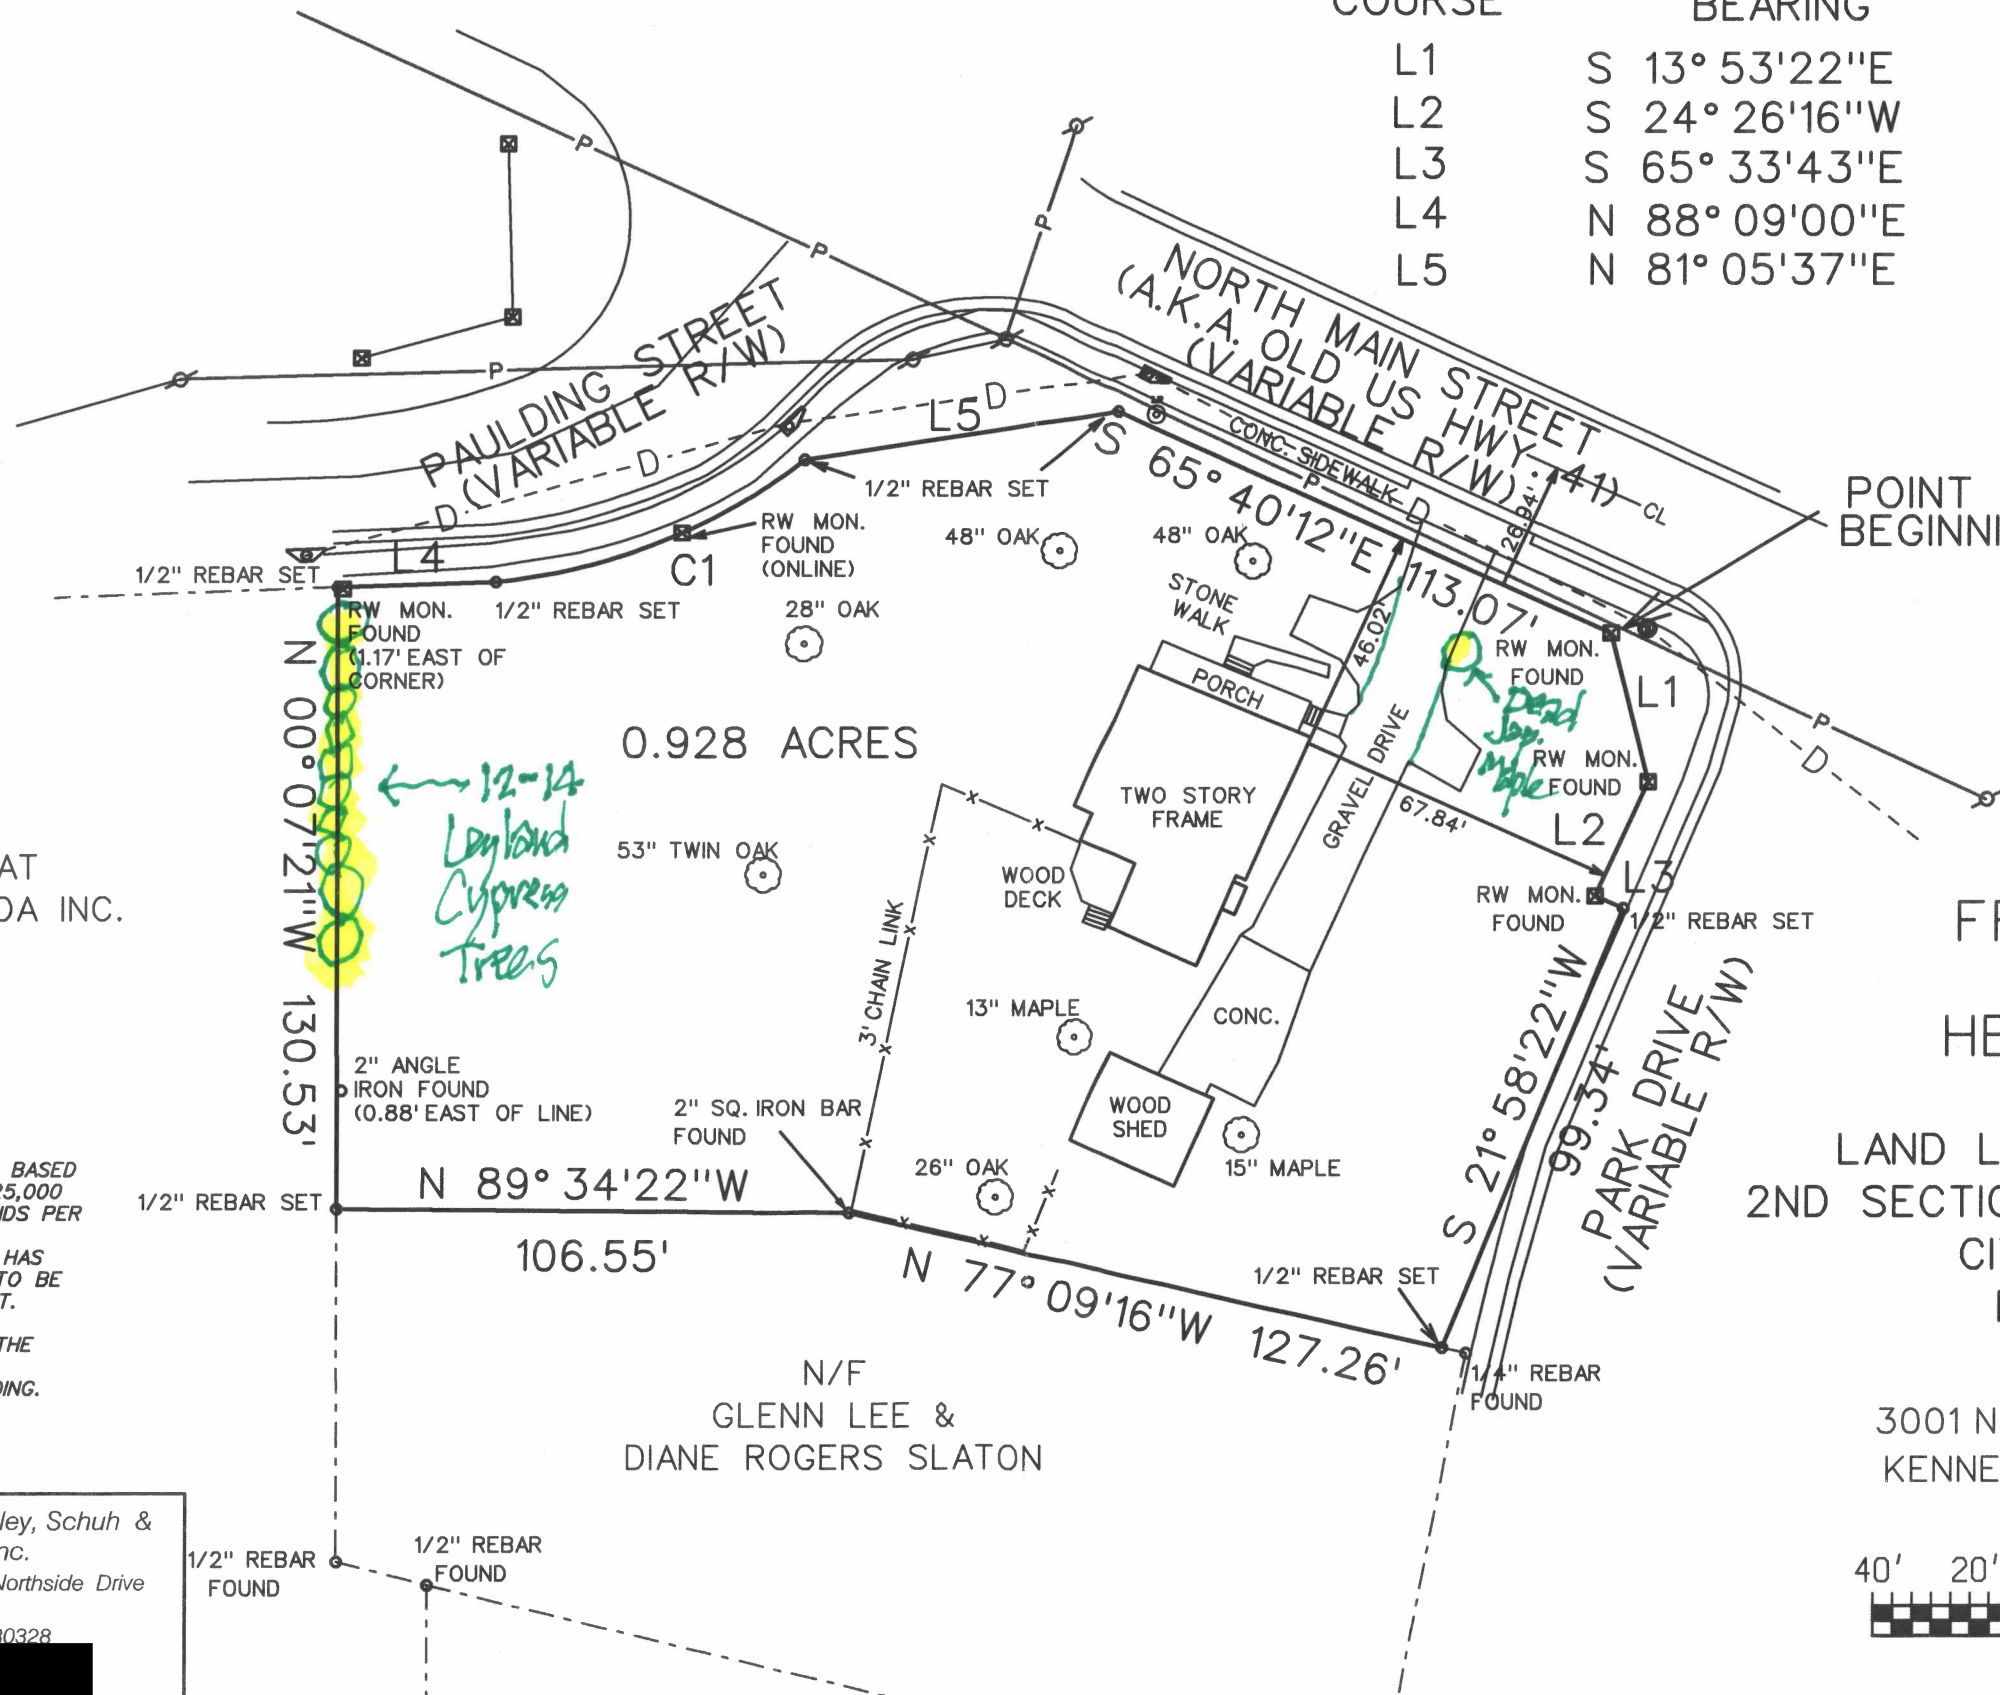 COURSE BEARING
L1 S 13° 53'22"E
L2 S 24° 26'16"W
L3 S 65° 33'43"E
L4 N 88° 09'00"E
L5 N 81° 05'37"E
P
P
P
P
PAULDING STREET
(VARIABLE R/W)
NORTH MAIN STREET
(A.K.A. OLD US HWY. 41)
(VARIABLE R/W)
CONC. SIDEWALK
P
D
D
D
D
L5
L4
C1
CL
26.94'
POINT
BEGINNI
S 65° 40'12"E 113.07'
1/2" REBAR SET
1/2" REBAR SET
RW MON.
FOUND
(ONLINE)
48" OAK
48" OAK
STONE
WALK
1/2" REBAR SET
RW MON.
FOUND
(1.17' EAST OF
CORNER)
28" OAK
46.02'
RW MON.
FOUND
L1
P
D
Dead
Jap.
Maple
RW MON.
FOUND
N 00° 07'21"W 130.53'
12-14
Leyland
Cypress
Trees
0.928 ACRES
PORCH
GRAVEL DRIVE
TWO STORY
FRAME
67.84'
L2
L3
53" TWIN OAK
WOOD
DECK
RW MON.
FOUND
1/2" REBAR SET
AT
DA INC.
3' CHAIN LINK
13" MAPLE
CONC.
S 21° 58'22"W
99.34'
PARK DRIVE
(VARIABLE R/W)
2" ANGLE
IRON FOUND
(0.88' EAST OF LINE)
2" SQ. IRON BAR
FOUND
WOOD
SHED
26" OAK
15" MAPLE
HE
LAND L
2ND SECTIO
CI
BASED
25,000
NDS PER
HAS
TO BE
T.
THE
DING.
1/2" REBAR SET
N 89° 34'22"W
106.55'
N 77° 09'16"W 127.26'
1/2" REBAR SET
1/4" REBAR
FOUND
N/F
GLENN LEE &
DIANE ROGERS SLATON
3001 N
KENNE
ley, Schuh &
nc.
Northside Drive
30328
1/2" REBAR
FOUND
1/2" REBAR
FOUND
40' 20'